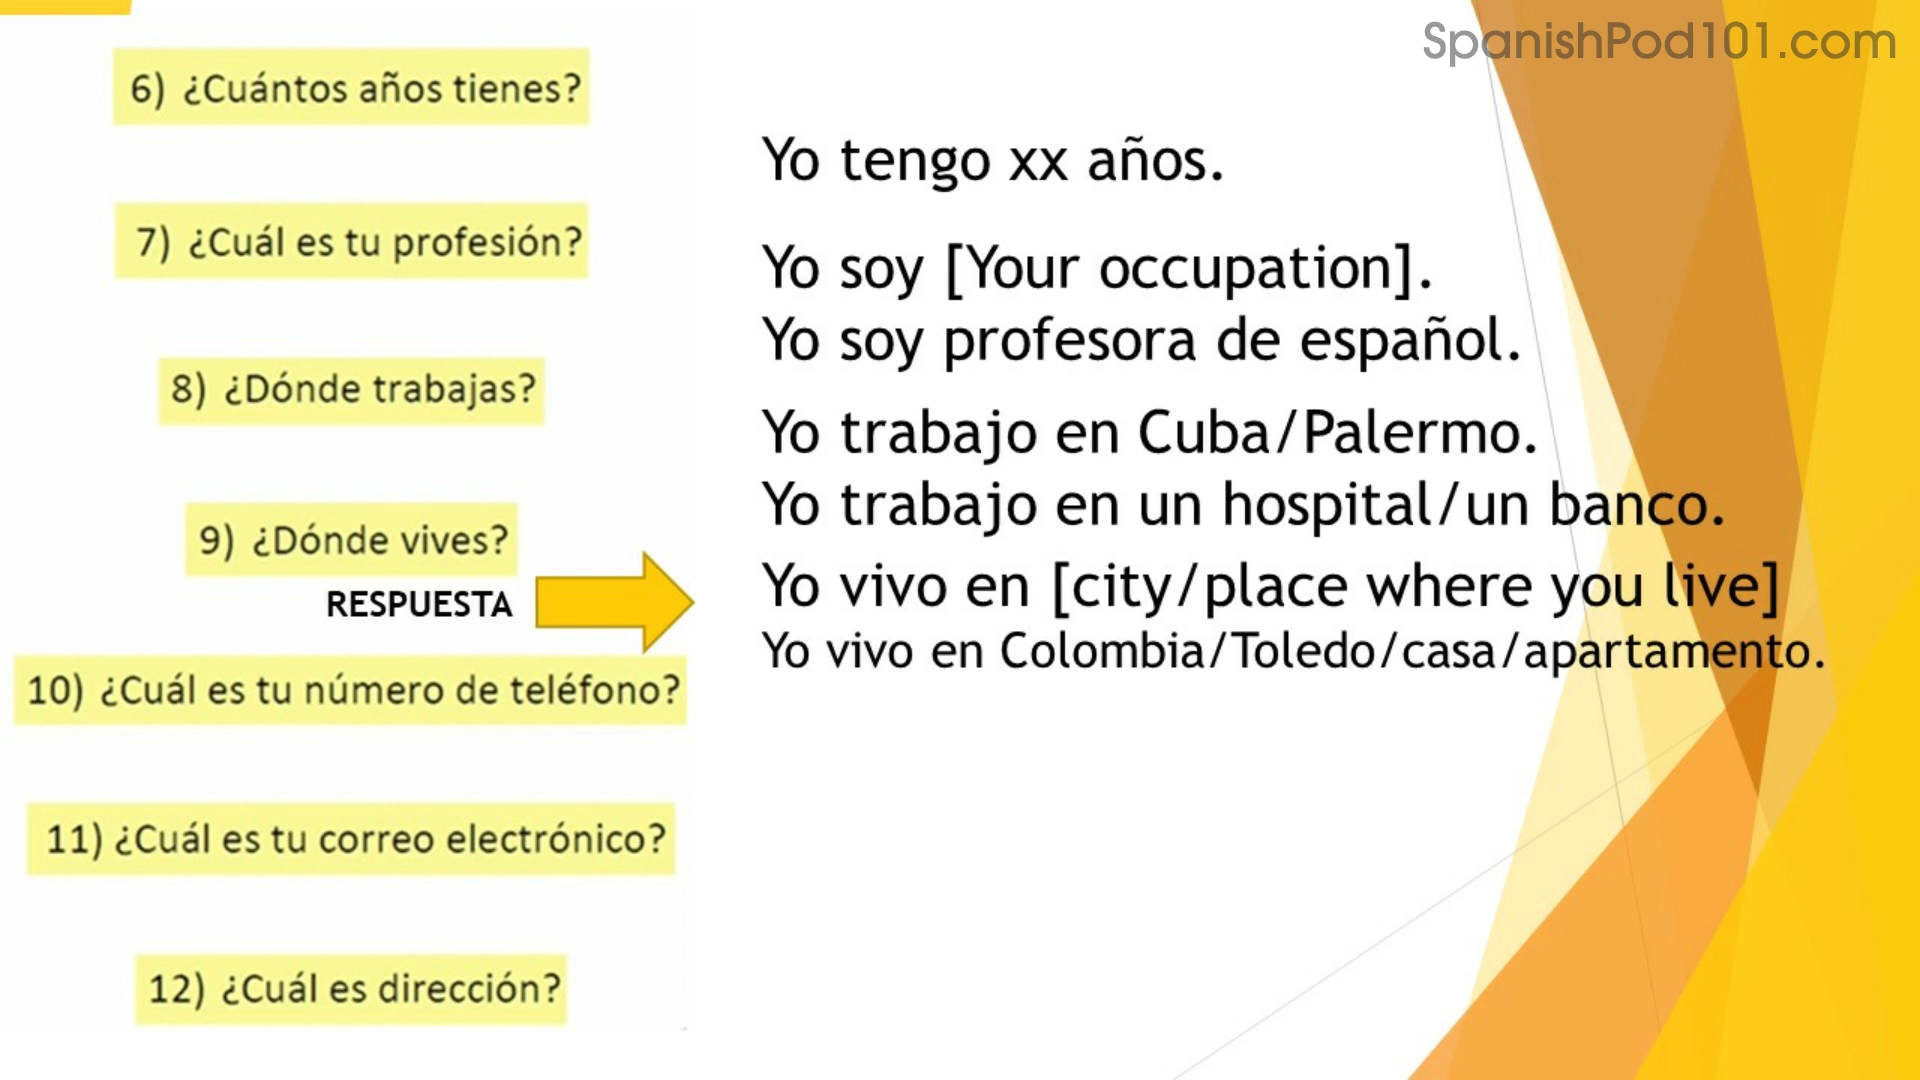 SpanishPod101.com
6) ¿Cuántos años tienes?
Yo tengo xx años.
7) ¿Cuál es tu profesión?
Yo soy [Your occupation].
Yo soy profesora de español.
8) ¿Dónde trabajas?
Yo trabajo en Cuba/Palermo.
Yo trabajo en un hospital/un banco.
9) ¿Dónde vives?
RESPUESTA
Yo vivo en [city/place where you live]
Yo vivo en Colombia/Toledo/casa/apartamento.
10) ¿Cuál es tu número de teléfono?
11) ¿Cuál es tu correo electrónico?
12) ¿Cuál es dirección?